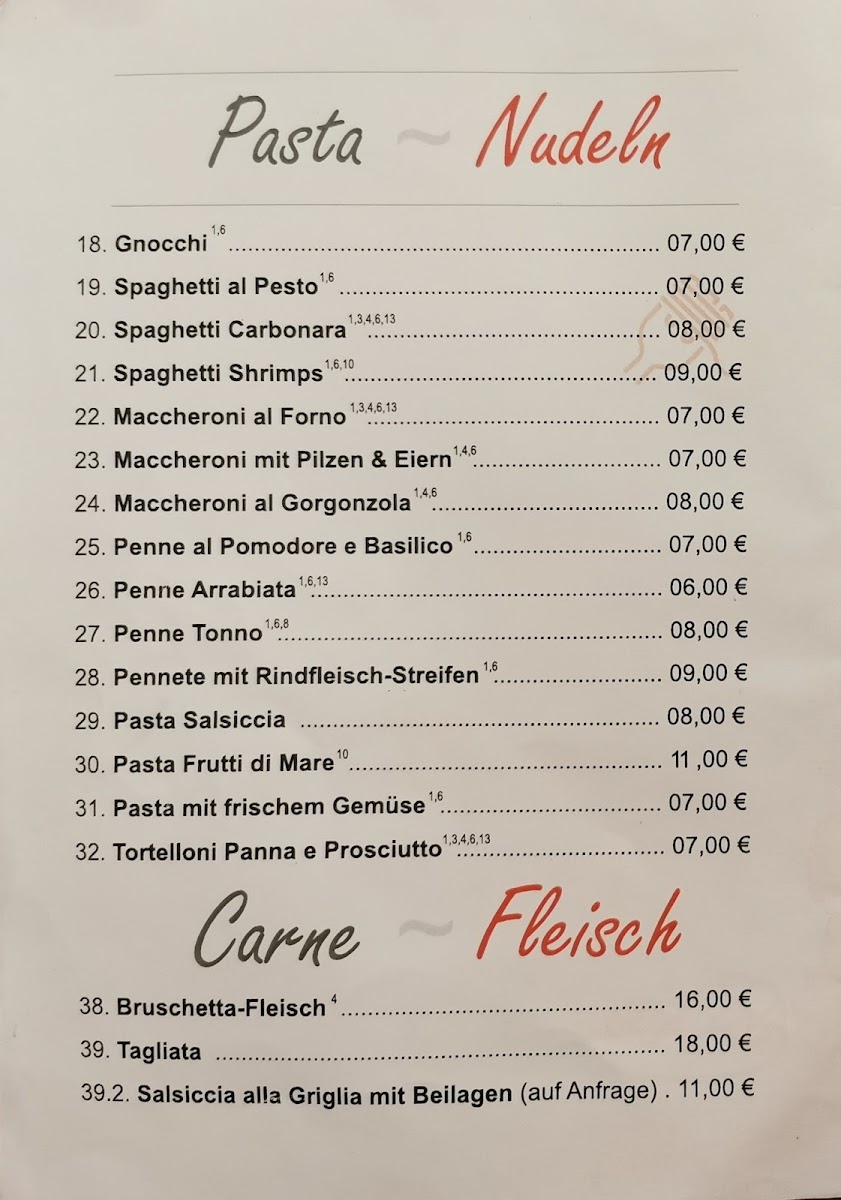 Pasta ~ Nudeln
18. Gnocchi 1,6 ........ 07,00 €
19. Spaghetti al Pesto 1,6 ........ 07,00 €
20. Spaghetti Carbonara 1,3,4,6,13 ........ 08,00 €
21. Spaghetti Shrimps 1,6,10 ........ 09,00 €
22. Maccheroni al Forno 1,3,4,6,13 ........ 07,00 €
23. Maccheroni mit Pilzen & Eiern 1,4,6 ........ 07,00 €
24. Maccheroni al Gorgonzola 1,4,6 ........ 08,00 €
25. Penne al Pomodore e Basilico 1,6 ........ 07,00 €
26. Penne Arrabiata 1,6,13 ........ 06,00 €
27. Penne Tonno 1,6,8 ........ 08,00 €
28. Pennete mit Rindfleisch-Streifen 1,6 ........ 09,00 €
29. Pasta Salsiccia ........ 08,00 €
30. Pasta Frutti di Mare 10 ........ 11 ,00 €
31. Pasta mit frischem Gemüse 1,6 ........ 07,00 €
32. Tortelloni Panna e Prosciutto 1,3,4,6,13 ........ 07,00 €
Carne ~ Fleisch
38. Bruschetta-Fleisch 4 ........ 16,00 €
39. Tagliata ........ 18,00 €
39.2. Salsiccia alla Griglia mit Beilagen (auf Anfrage) . 11,00 €